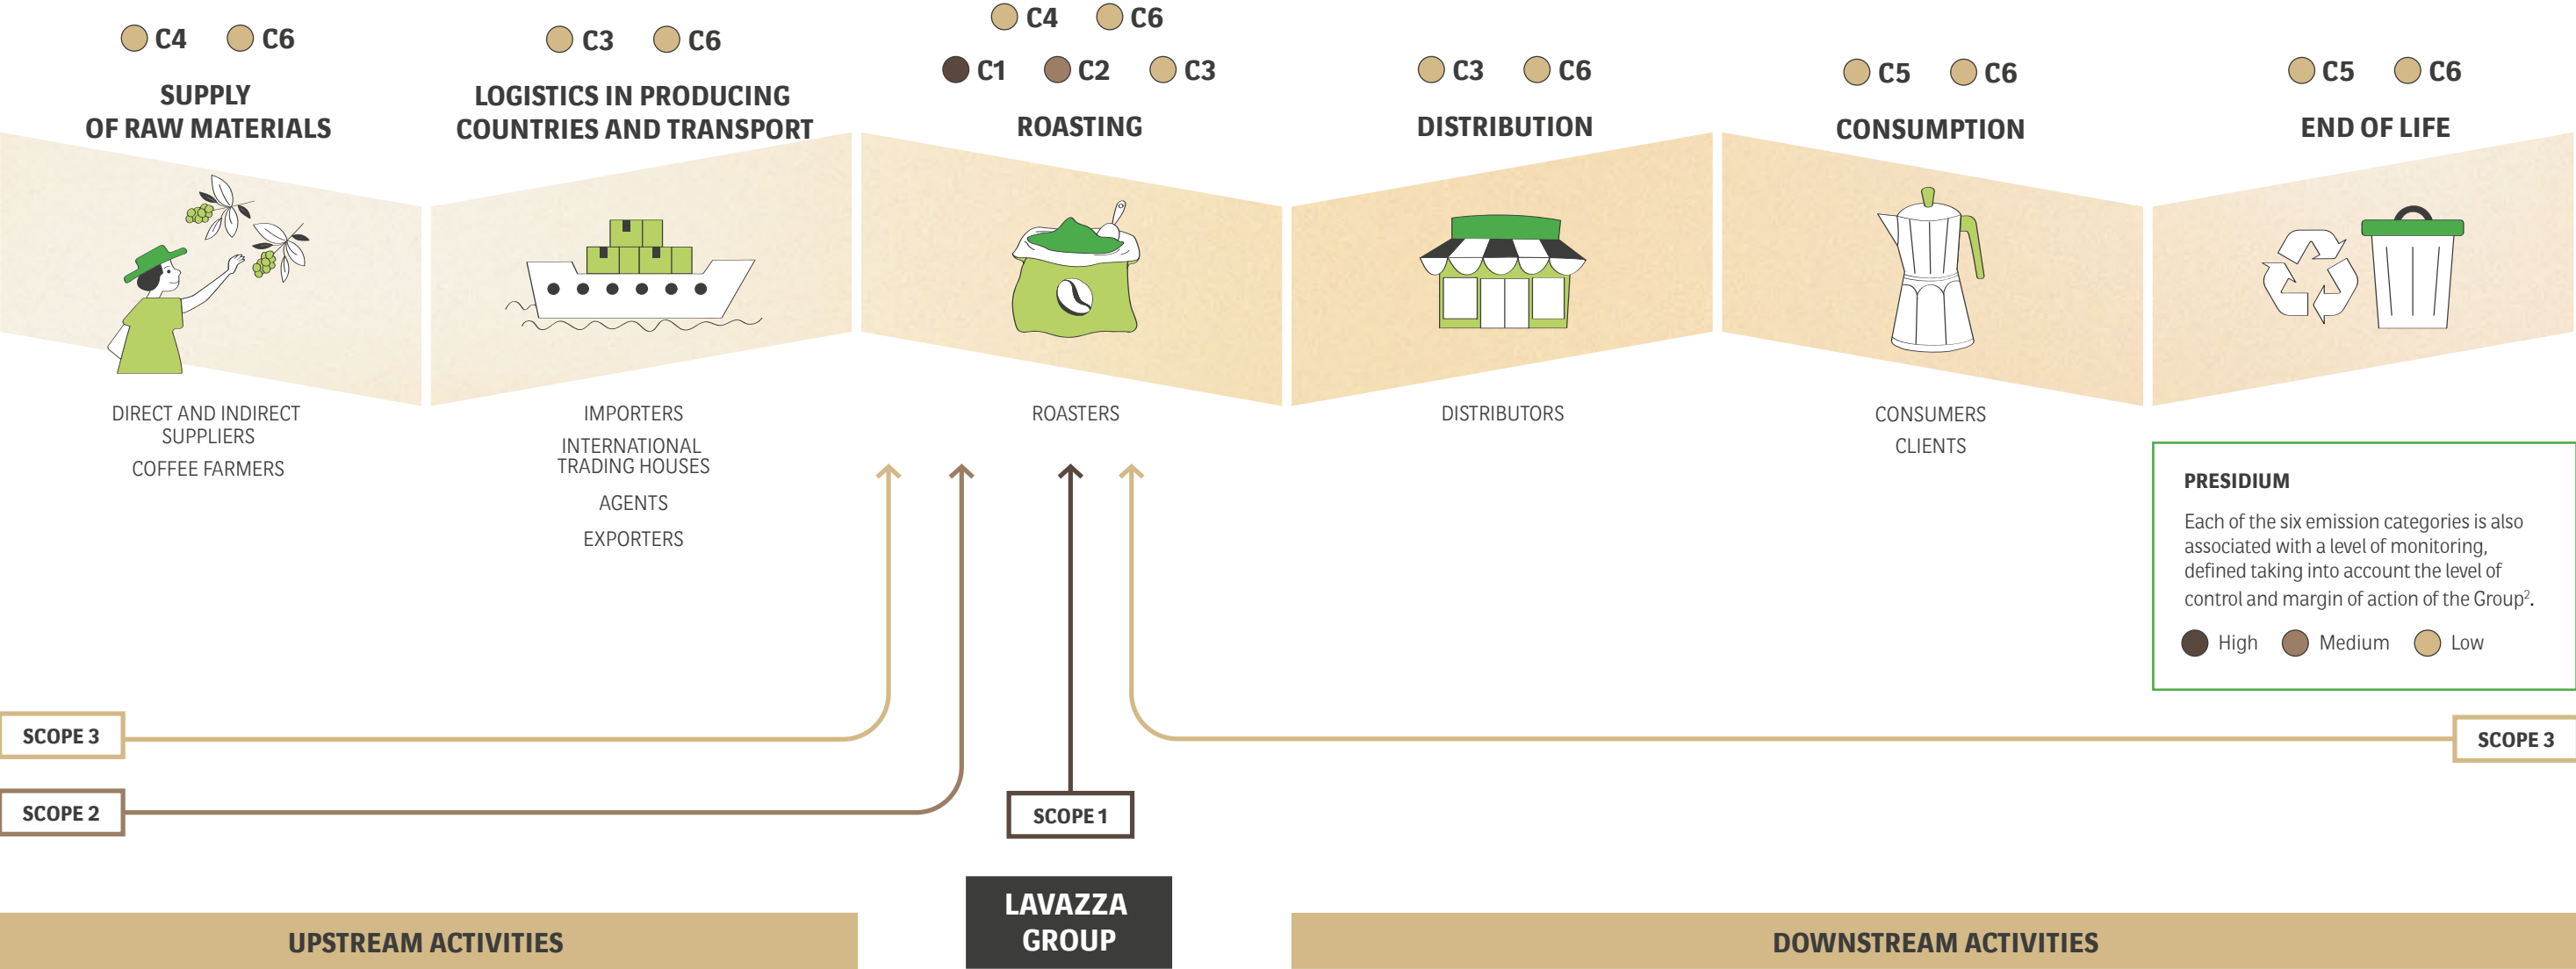 C4 C6
SUPPLY
OF RAW MATERIALS
DIRECT AND INDIRECT
SUPPLIERS
COFFEE FARMERS
C3 C6
LOGISTICS IN PRODUCING
COUNTRIES AND TRANSPORT
IMPORTERS
INTERNATIONAL
TRADING HOUSES
AGENTS
EXPORTERS
C4 C6
C1 C2 C3
ROASTING
ROASTERS
C3 C6
DISTRIBUTION
DISTRIBUTORS
C5 C6
CONSUMPTION
CONSUMERS
CLIENTS
C5 C6
END OF LIFE
PRESIDIUM
Each of the six emission categories is also
associated with a level of monitoring,
defined taking into account the level of
control and margin of action of the Group².
High Medium Low
SCOPE 3
SCOPE 3
SCOPE 2
SCOPE 1
LAVAZZA
GROUP
UPSTREAM ACTIVITIES
DOWNSTREAM ACTIVITIES